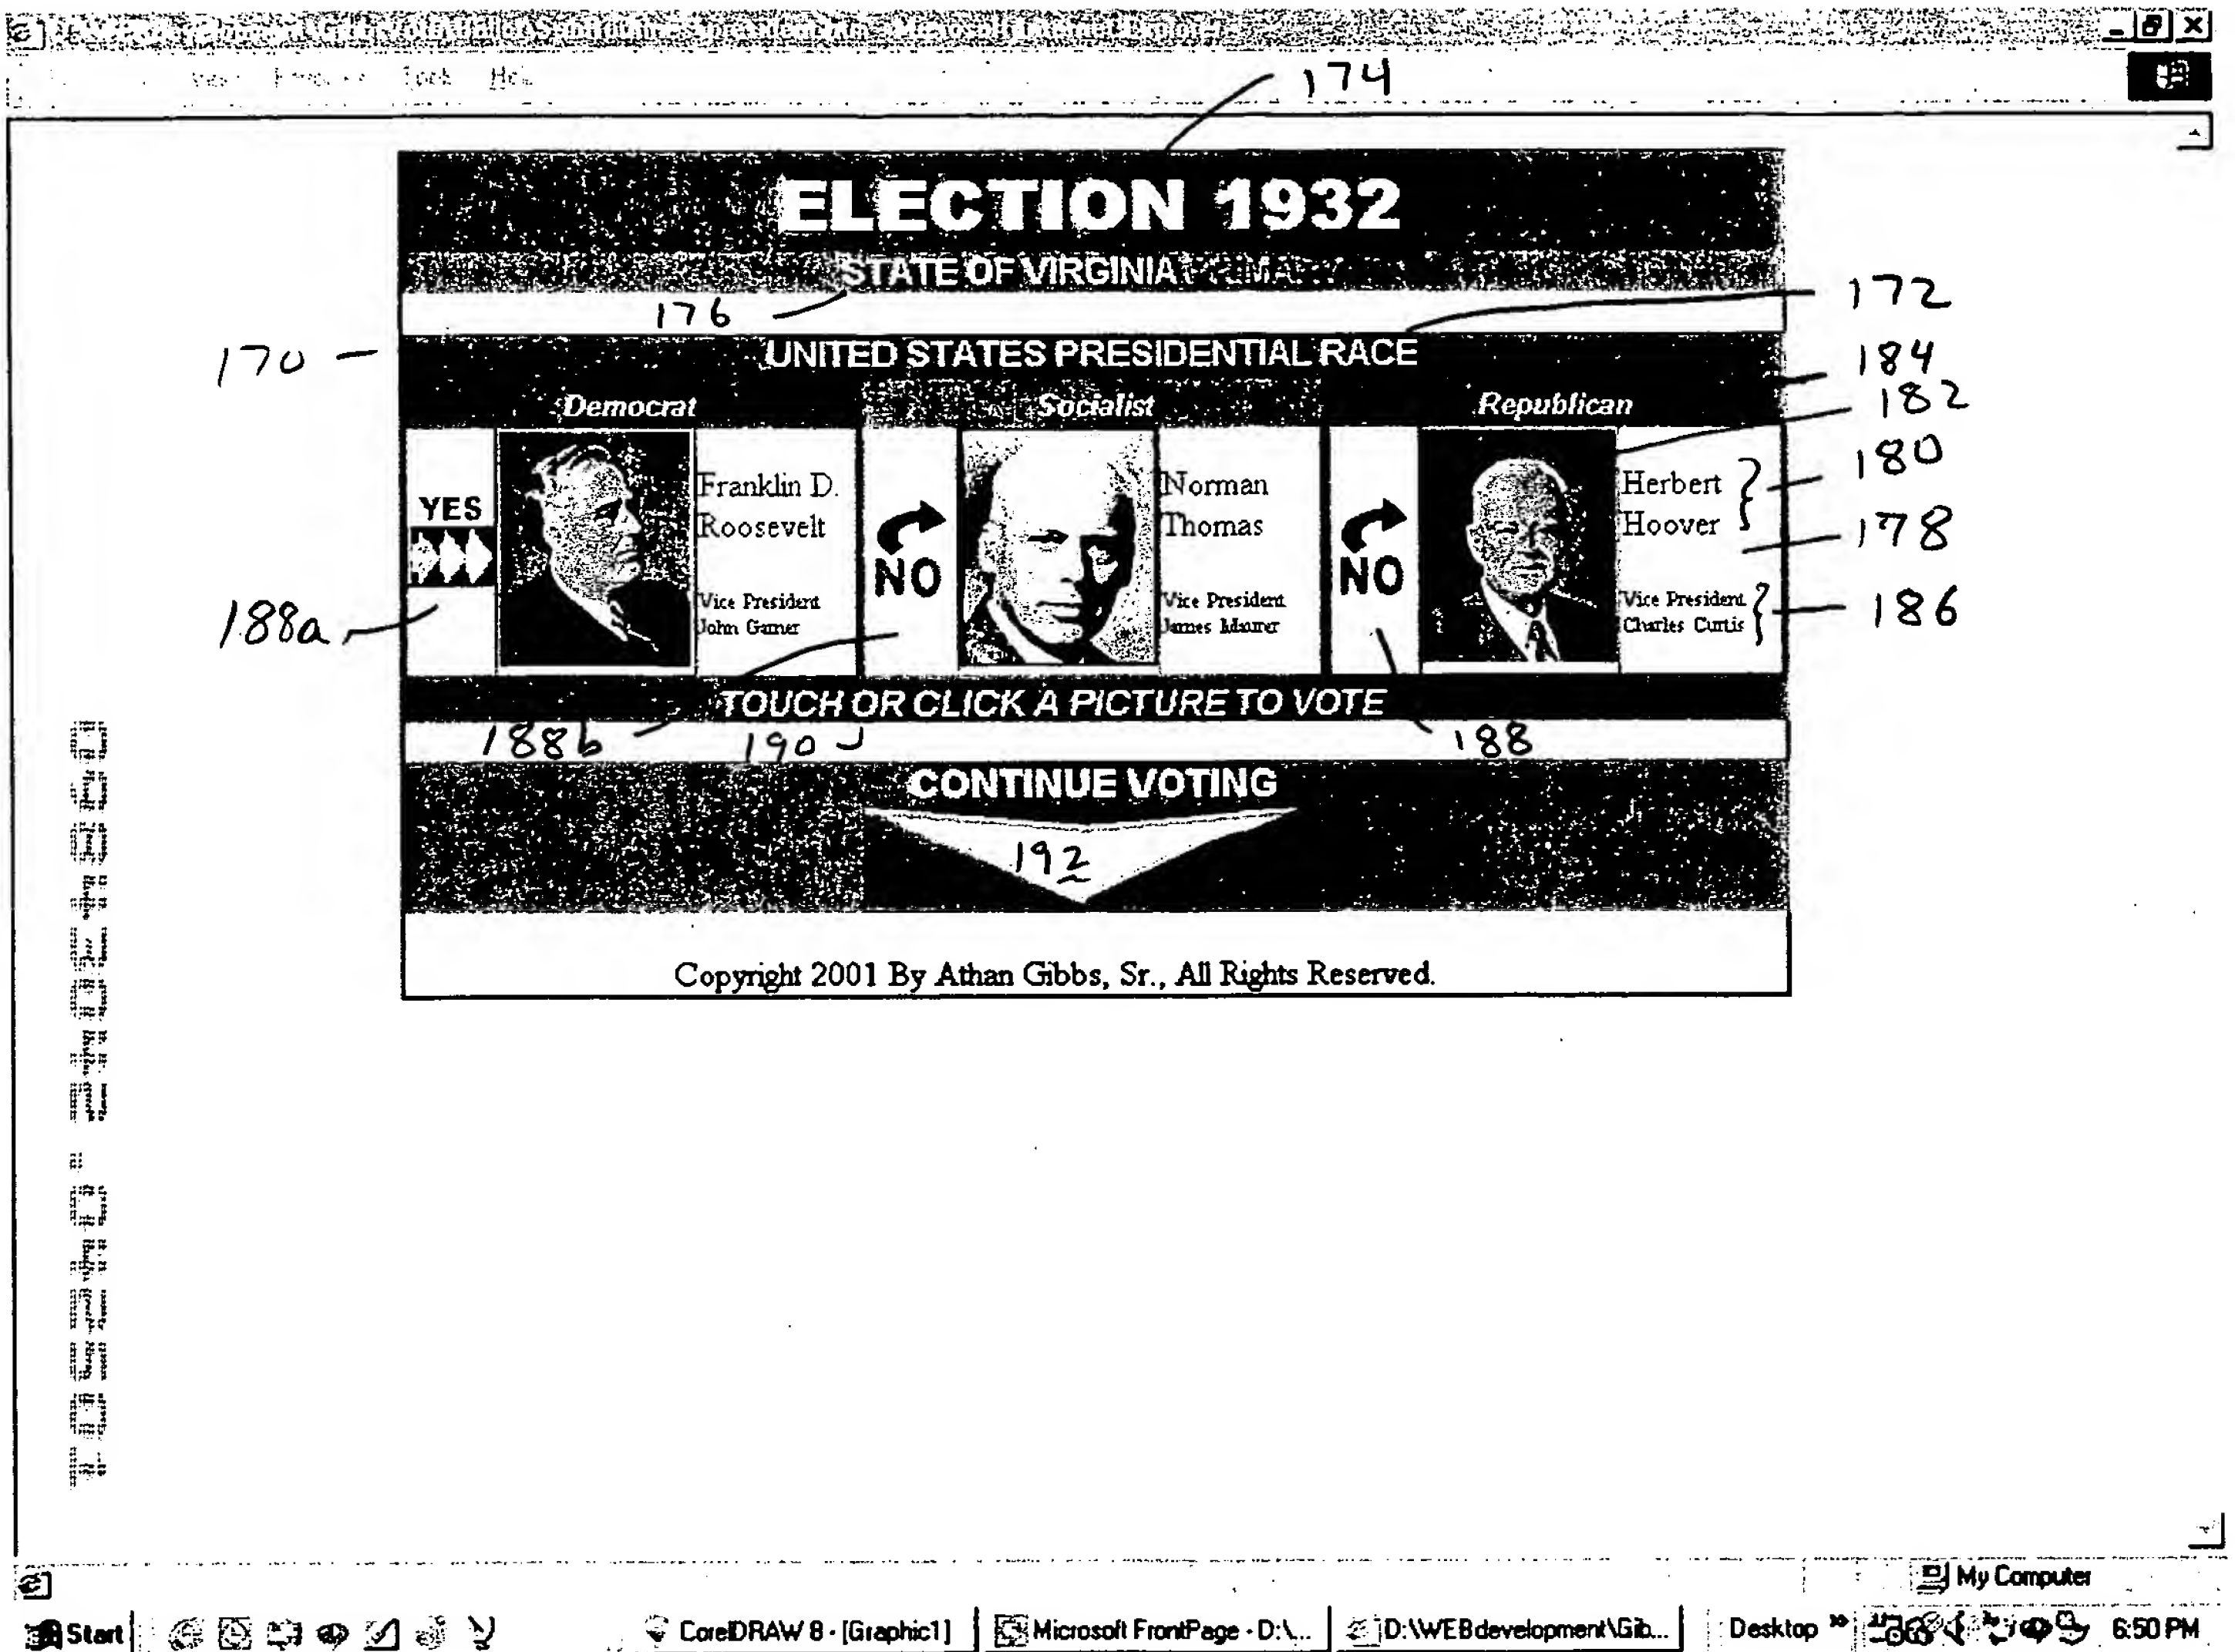 Tools Help
174
ELECTION 1932
STATE OF VIRGINIA
176
172
170
UNITED STATES PRESIDENTIAL RACE
184
Democrat Socialist Republican
182
YES
Franklin D.
Roosevelt
Vice President
John Garner
NO
Norman
Thomas
Vice President
James Maurer
NO
Herbert
Hoover
Vice President
Charles Curtis
180
178
186
188a
TOUCH OR CLICK A PICTURE TO VOTE
188b 190 188
CONTINUE VOTING
192
Copyright 2001 By Athan Gibbs, Sr., All Rights Reserved.
My Computer
Start CorelDRAW 8 - [Graphic1] Microsoft FrontPage - D:\... D:\WEBdevelopment\Gib... Desktop » 6:50 PM